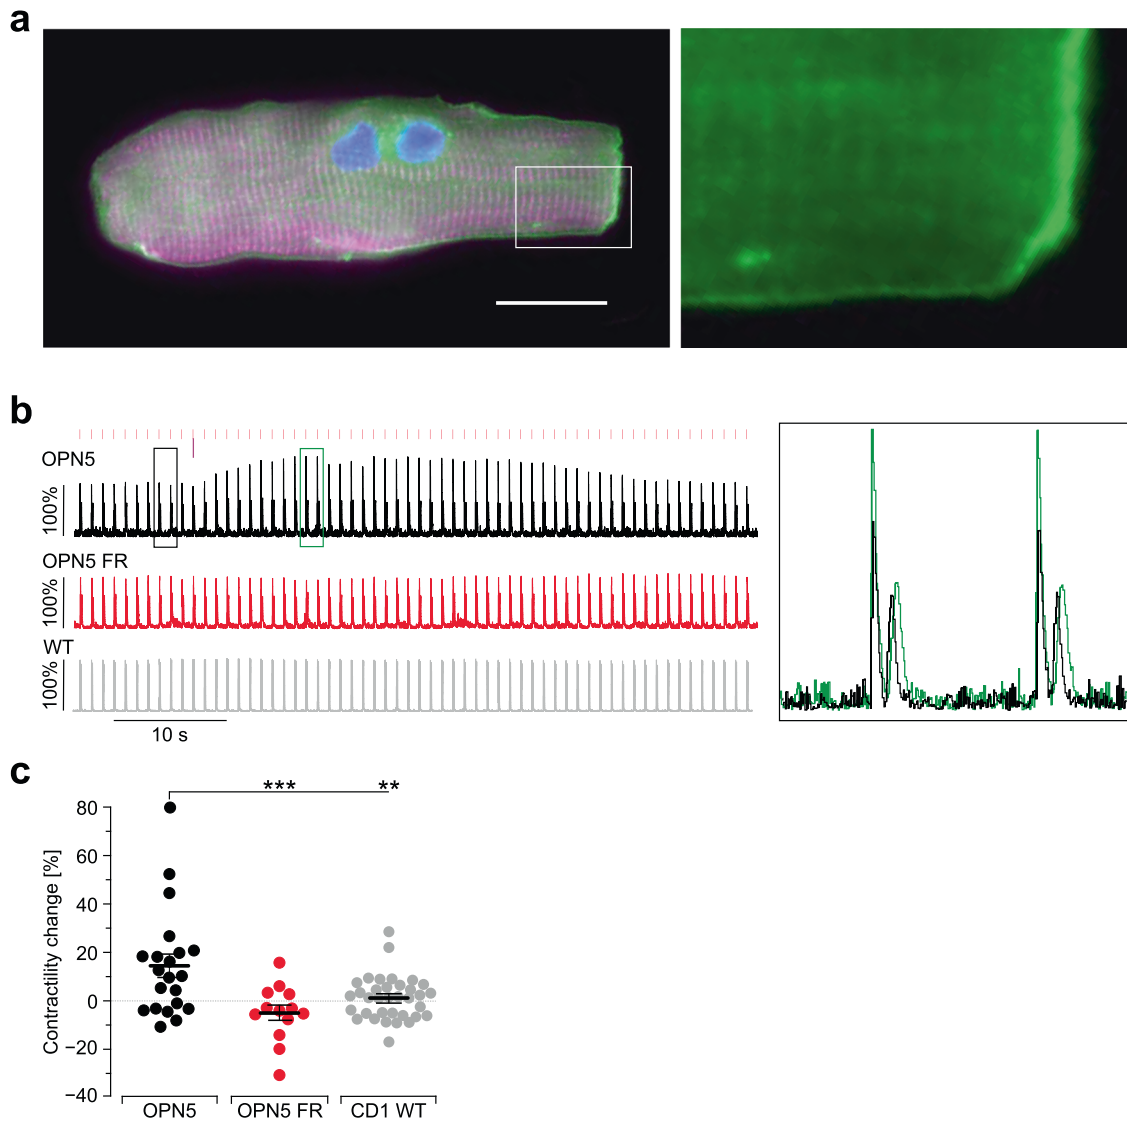 a
b
OPN5
100%
OPN5 FR
100%
WT
100%
10 s
c
*** **
Contractility change [%]
80
60
40
20
0
−20
−40
OPN5 OPN5 FR CD1 WT